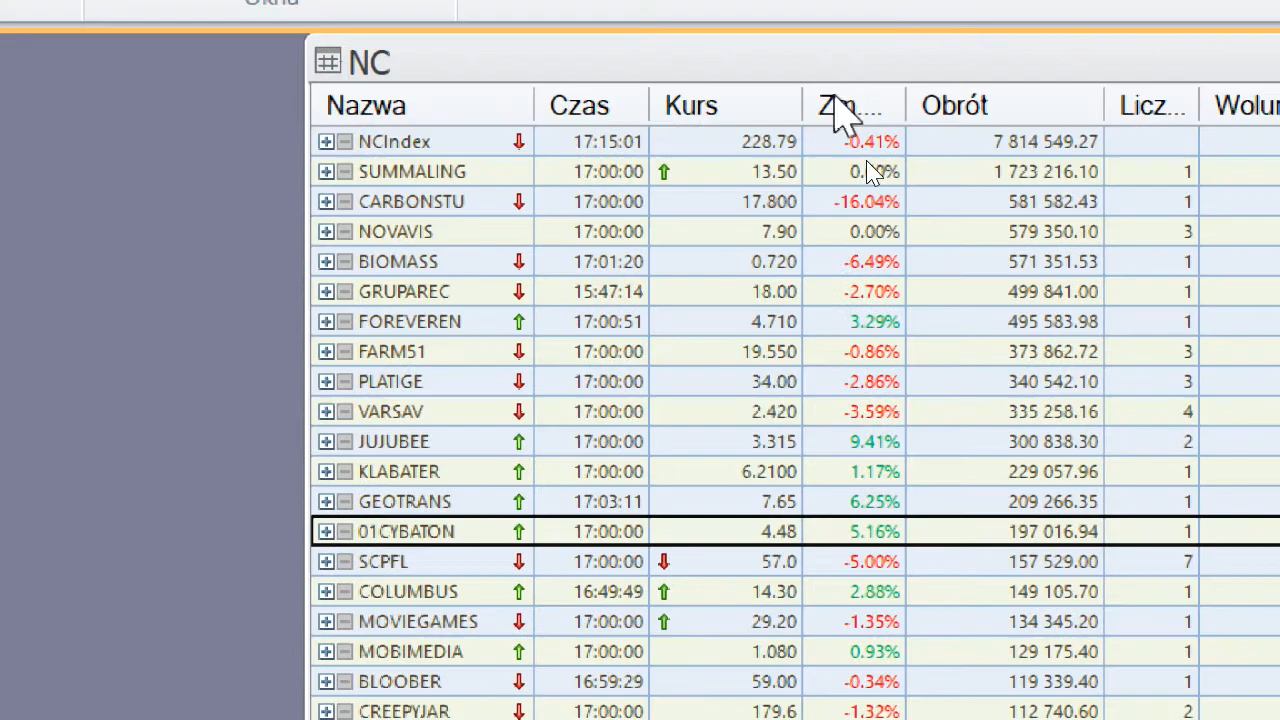 NC
Nazwa Czas Kurs Obrót Licz...
NCIndex 17:15:01 228.79 -0.41% 7 814 549.27
SUMMALING 17:00:00 13.50 1 723 216.10 1
CARBONSTU 17:00:00 17.800 -16.04% 581 582.43 1
NOVAVIS 17:00:00 7.90 0.00% 579 350.10 3
BIOMASS 17:01:20 0.720 -6.49% 571 351.53 1
GRUPAREC 15:47:14 18.00 -2.70% 499 841.00 1
FOREVEREN 17:00:51 4.710 3.29% 495 583.98 1
FARM51 17:00:00 19.550 -0.86% 373 862.72 3
PLATIGE 17:00:00 34.00 -2.86% 340 542.10 3
VARSAV 17:00:00 2.420 -3.59% 335 258.16 4
JUJUBEE 17:00:00 3.315 9.41% 300 838.30 2
KLABATER 17:00:00 6.2100 1.17% 229 057.96 1
GEOTRANS 17:03:11 7.65 6.25% 209 266.35 1
01CYBATON 17:00:00 4.48 5.16% 197 016.94 1
SCPFL 17:00:00 57.0 -5.00% 157 529.00 7
COLUMBUS 16:49:49 14.30 2.88% 149 105.70 1
MOVIEGAMES 17:00:00 29.20 -1.35% 134 345.20 1
MOBIMEDIA 17:00:00 1.080 0.93% 129 175.40 1
BLOOBER 16:59:29 59.00 -0.34% 119 339.40 1
CREEPYJAR 17:00:00 179.6 -1.32% 112 740.60 2